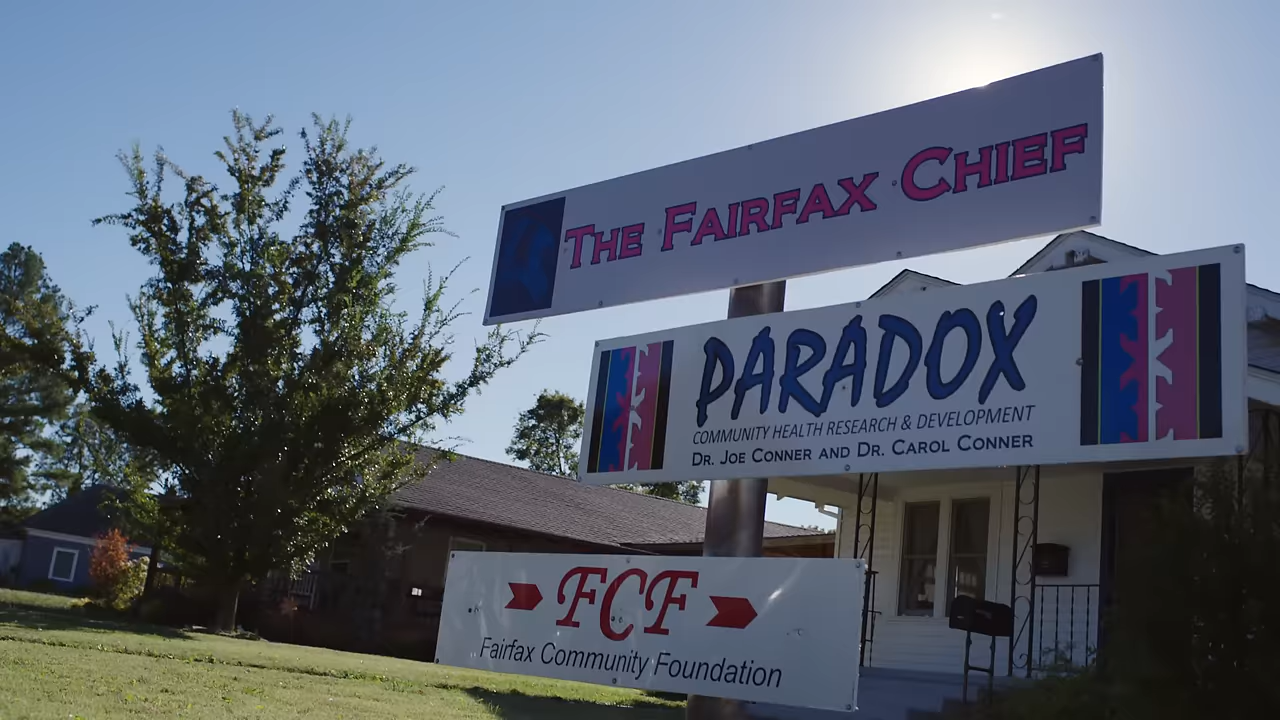 The Fairfax Chief
PARADOX
COMMUNITY HEALTH RESEARCH & DEVELOPMENT
Dr. Joe Conner and Dr. Carol Conner
FCF
Fairfax Community Foundation